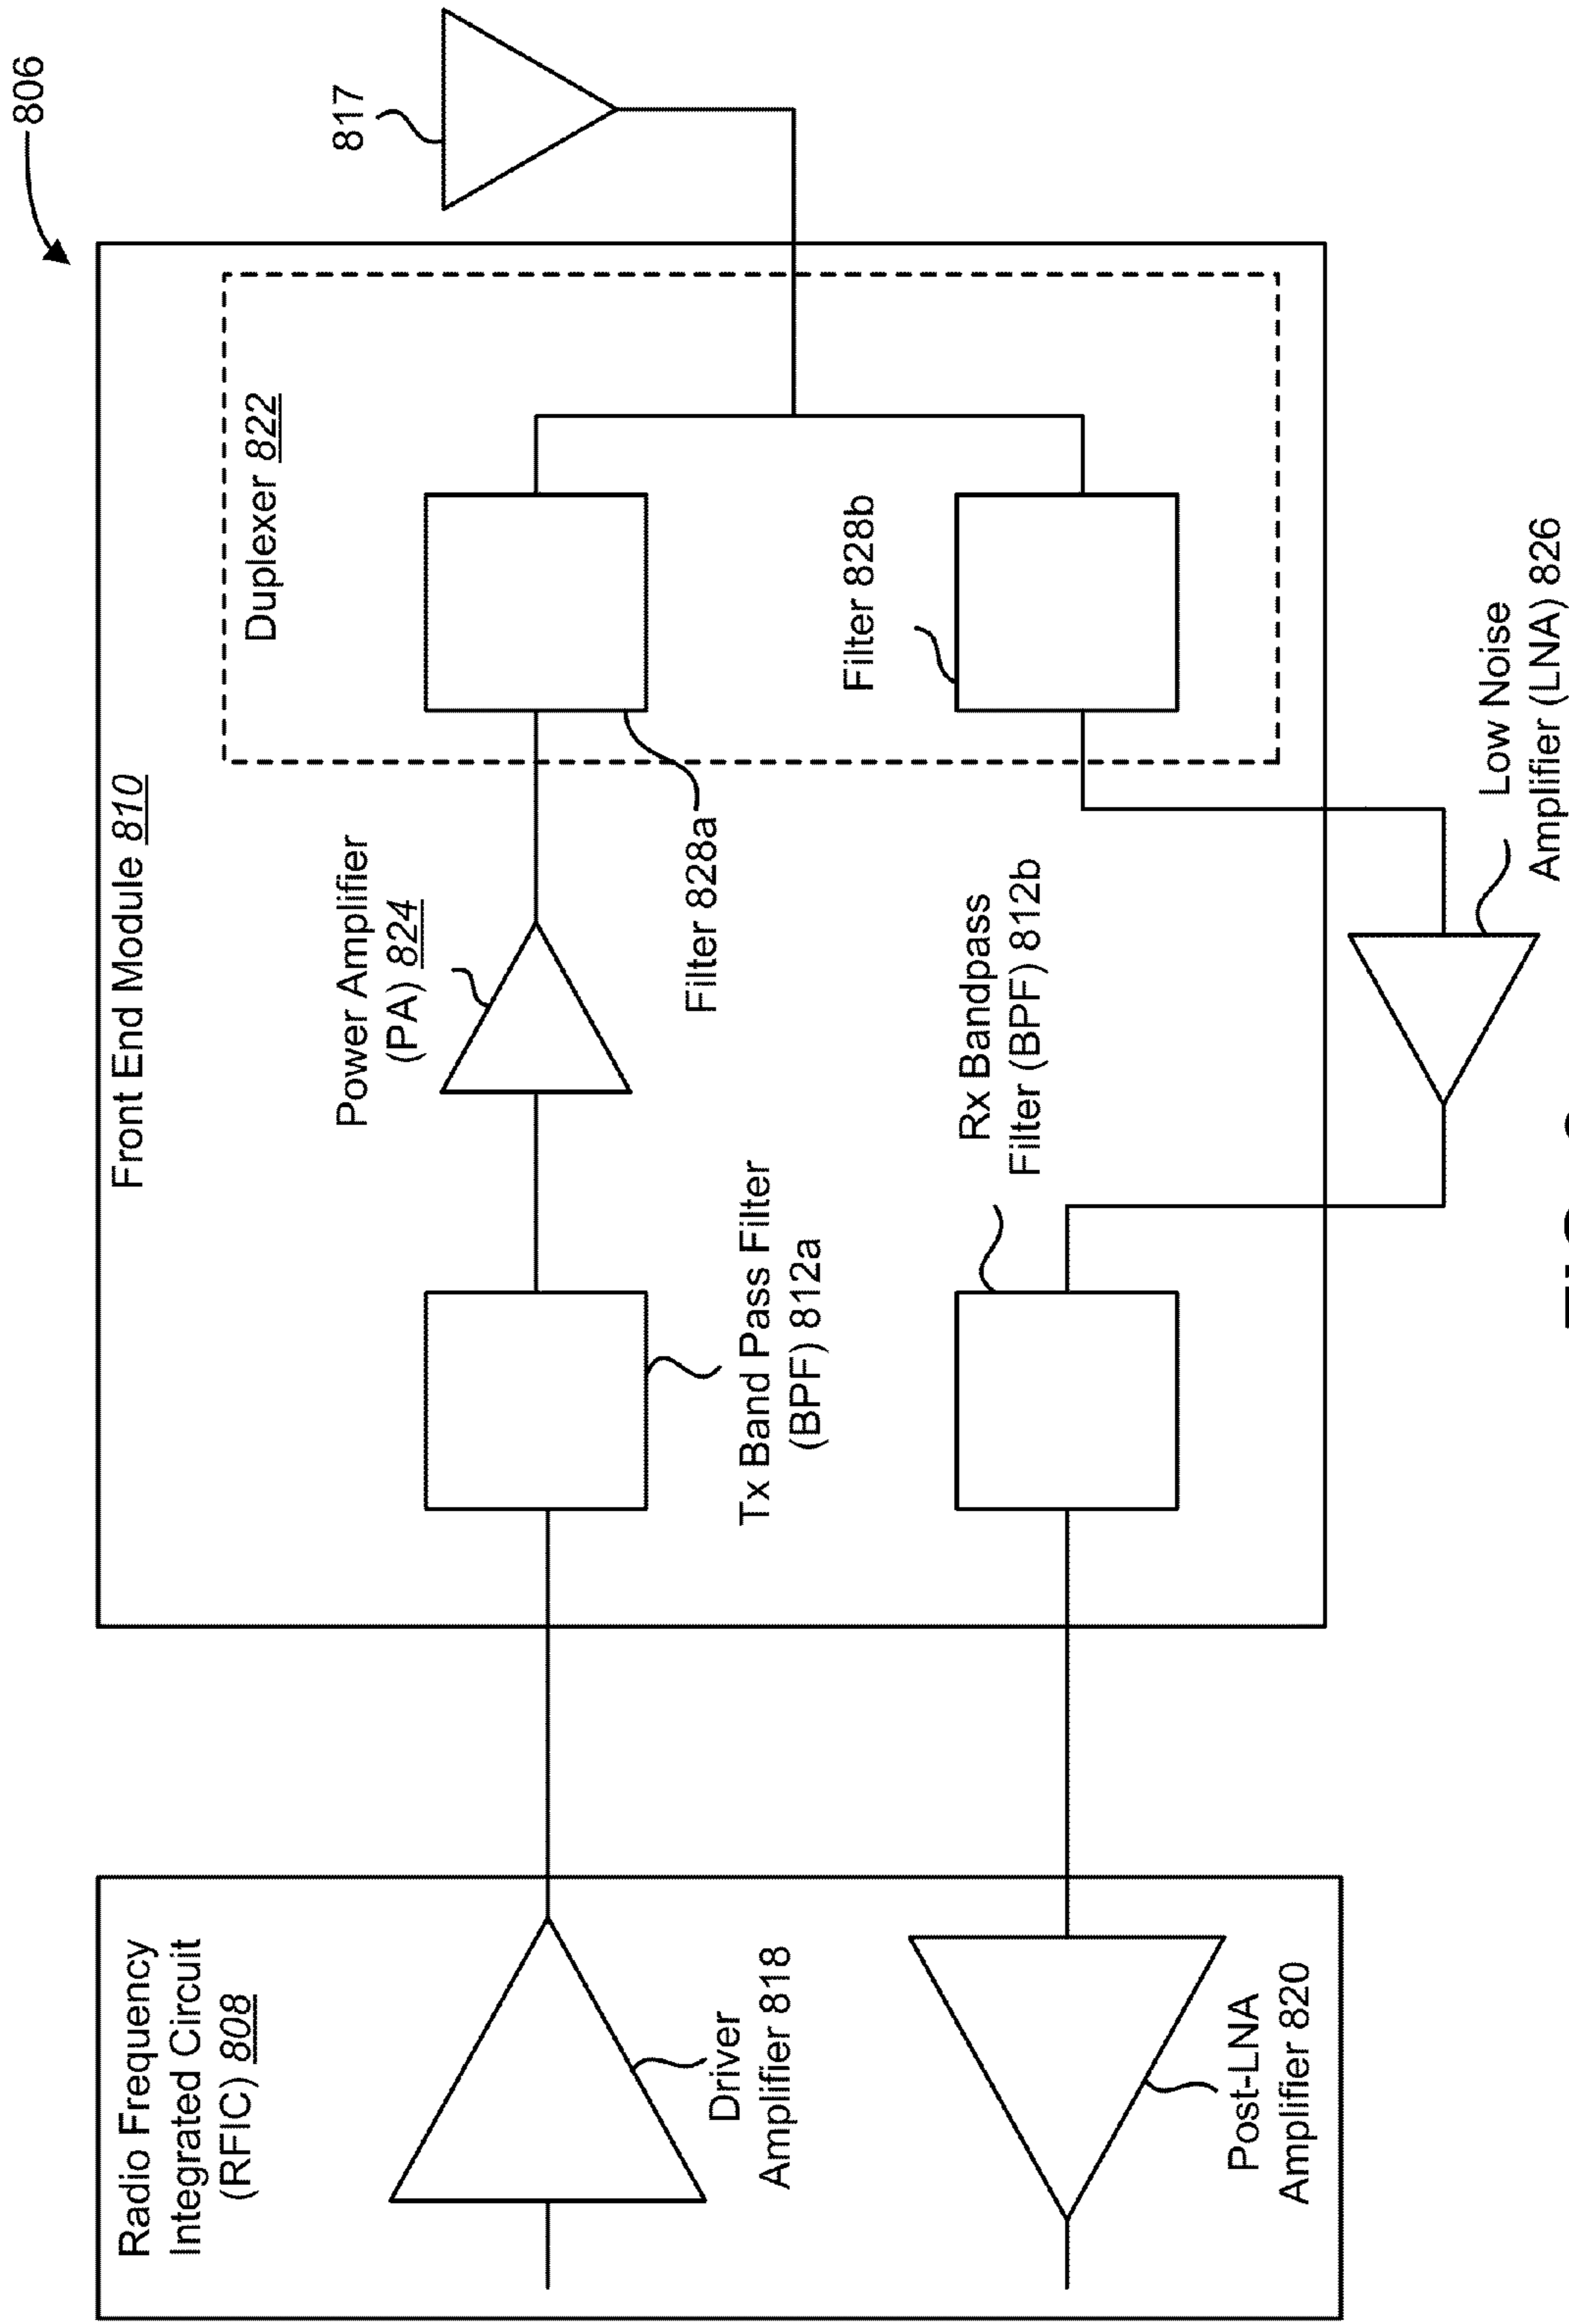 806
817
Front End Module 810
Duplexer 822
Power Amplifier
(PA) 824
Filter 828a
Filter 828b
Tx Band Pass Filter
(BPF) 812a
Rx Bandpass
Filter (BPF) 812b
Low Noise
Amplifier (LNA) 826
Radio Frequency
Integrated Circuit
(RFIC) 808
Driver
Amplifier 818
Post-LNA
Amplifier 820